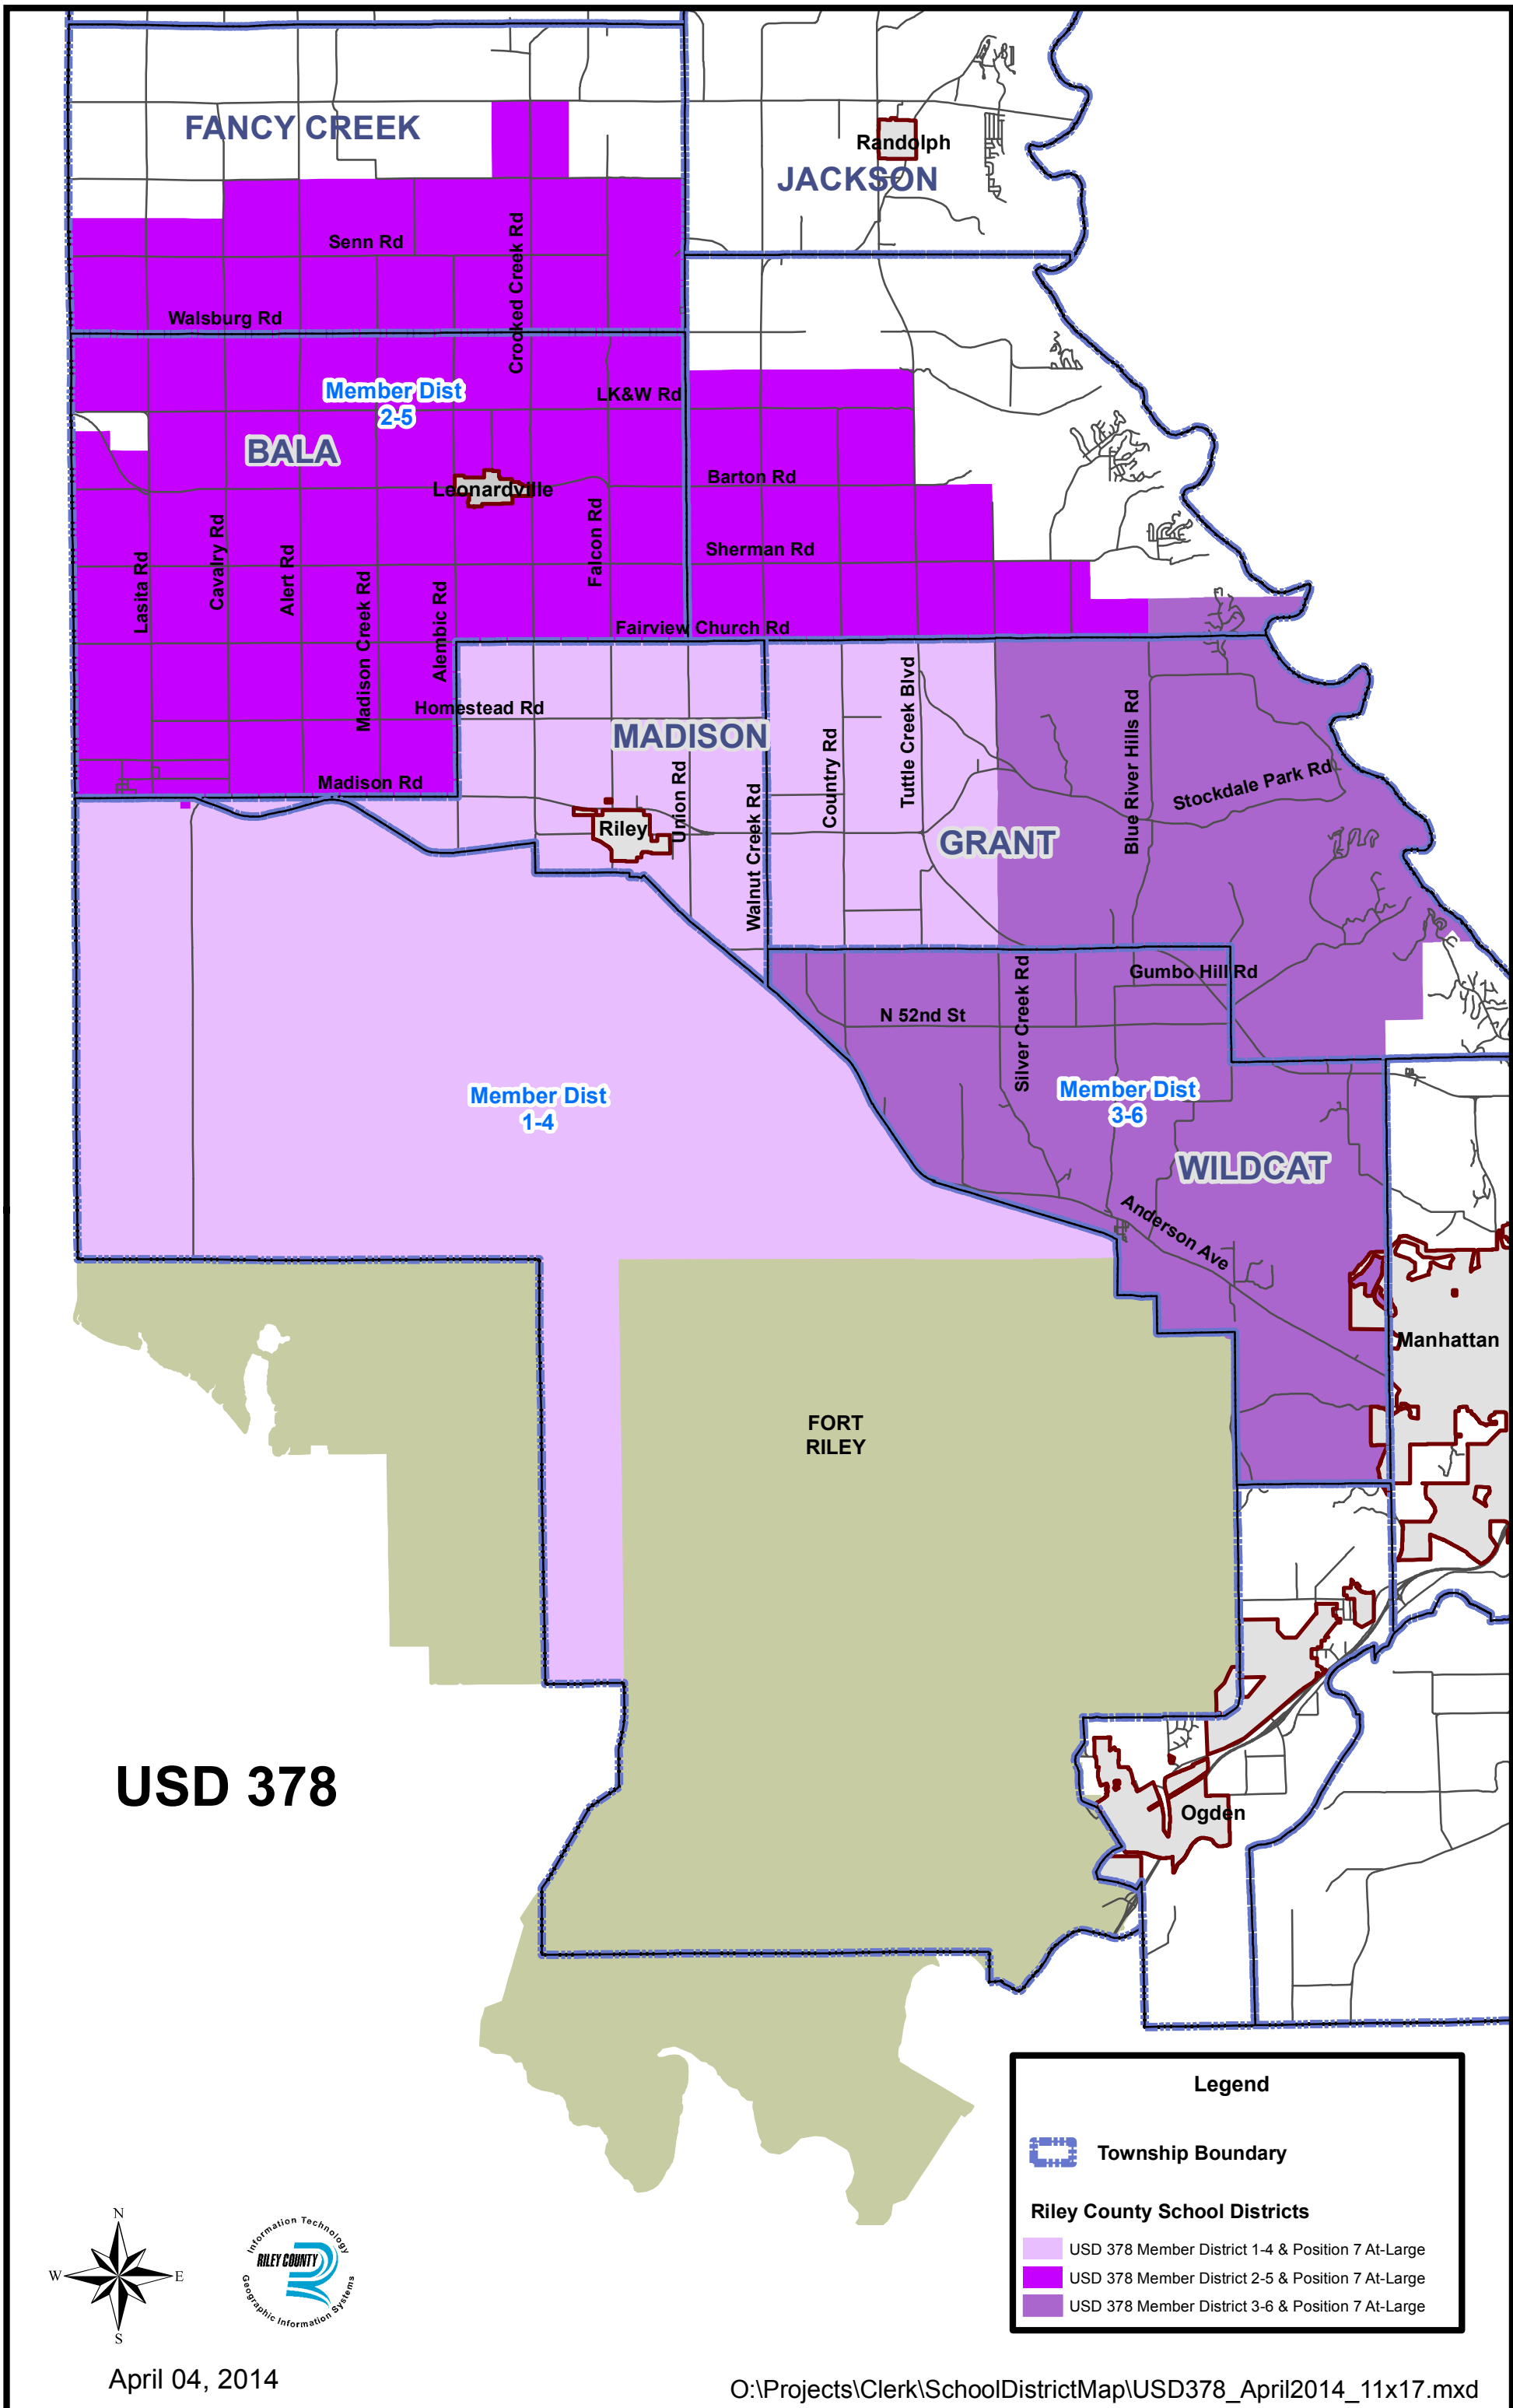 FANCY CREEK
Randolph
JACKSON
Senn Rd
Crooked Creek Rd
Walsburg Rd
Member Dist
2-5
LK&W Rd
BALA
Barton Rd
Leonardville
Falcon Rd
Sherman Rd
Lasita Rd
Cavalry Rd
Alert Rd
Madison Creek Rd
Alembic Rd
Fairview Church Rd
Homestead Rd
MADISON
Tuttle Creek Blvd
Country Rd
Blue River Hills Rd
Stockdale Park Rd
Madison Rd
Union Rd
Riley
Walnut Creek Rd
GRANT
Gumbo Hill Rd
N 52nd St
Silver Creek Rd
Member Dist
1-4
Member Dist
3-6
WILDCAT
Anderson Ave
Manhattan
FORT
RILEY
USD 378
Ogden
Legend
Township Boundary
Riley County School Districts
USD 378 Member District 1-4 & Position 7 At-Large
USD 378 Member District 2-5 & Position 7 At-Large
USD 378 Member District 3-6 & Position 7 At-Large
N
W
E
S
Information Technology
RILEY COUNTY
Geographic Information Systems
April 04, 2014
O:\Projects\Clerk\SchoolDistrictMap\USD378_April2014_11x17.mxd